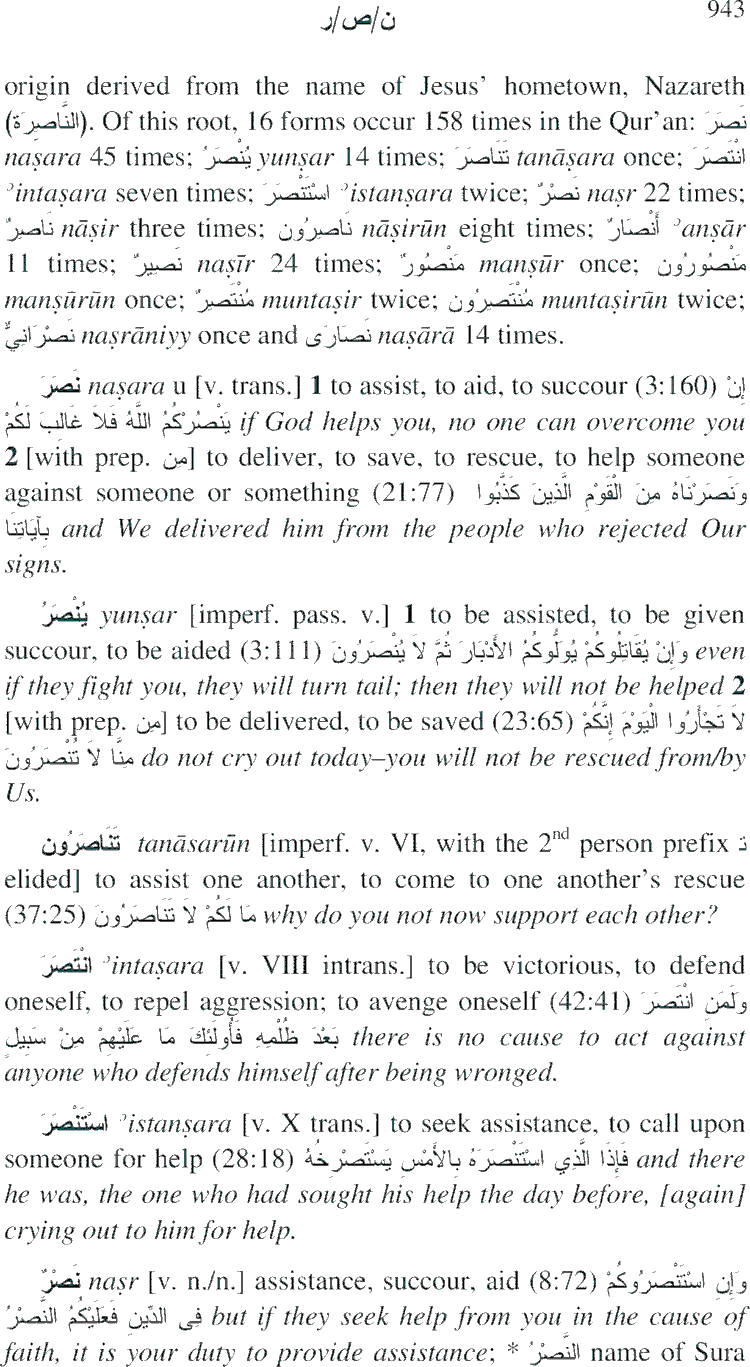 ن/ص/ر
943
origin derived from the name of Jesus’ hometown, Nazareth
(النَّاصِرَة). Of this root, 16 forms occur 158 times in the Qur’an: نَصَرَ
naṣara 45 times; يُنْصَرُ yunṣar 14 times; تَنَاصَرَ tanāṣara once; انْتَصَرَ
ʾintaṣara seven times; اسْتَنْصَرَ ʾistanṣara twice; نَصْرٌ naṣr 22 times;
نَاصِيرٌ nāṣir three times; نَاصِرُون nāṣirūn eight times; أَنْصَارٌ ʾanṣār
11 times; نَصِيرٌ naṣīr 24 times; مَنْصُورٌ manṣūr once; مَنْصُورُون
manṣūrūn once; مُنْتَصِرٌ muntaṣir twice; مُنْتَصِرُون muntaṣirūn twice;
نَصْرَانِيٌّ naṣrāniyy once and نَصَارَى naṣārā 14 times.
نَصَرَ naṣara u [v. trans.] 1 to assist, to aid, to succour (3:160) إِنْ
يَنْصُرْكُمُ اللَّهُ فَلاَ غَالِبَ لَكُمْ if God helps you, no one can overcome you
2 [with prep. مِن] to deliver, to save, to rescue, to help someone
against someone or something (21:77) وَنَصَرْنَاهُ مِنَ الْقَوْمِ الَّذِينَ كَذَّبُوا
بِآيَاتِنَا and We delivered him from the people who rejected Our
signs.
يُنْصَرُ yunṣar [imperf. pass. v.] 1 to be assisted, to be given
succour, to be aided (3:111) وَإِنْ يُقَاتِلُوكُمْ يُوَلُّوكُمُ الأَدْبَارَ ثُمَّ لاَ يُنْصَرُونَ even
if they fight you, they will turn tail; then they will not be helped 2
[with prep. مِن] to be delivered, to be saved (23:65) لاَ تَجْأَرُوا الْيَوْمَ إِنَّكُمْ
مِنَّا لاَ تُنْصَرُونَ do not cry out today–you will not be rescued from/by
Us.
تَنَاصَرُون tanāsarūn [imperf. v. VI, with the 2nd person prefix تَ
elided] to assist one another, to come to one another’s rescue
(37:25) مَا لَكُمْ لاَ تَنَاصَرُونَ why do you not now support each other?
انْتَصَرَ ʾintaṣara [v. VIII intrans.] to be victorious, to defend
oneself, to repel aggression; to avenge oneself (42:41) وَلَمَن انْتَصَرَ
بَعْدَ ظُلْمِهِ فَأُولَئِكَ مَا عَلَيْهِمْ مِنْ سَبِيلٍ there is no cause to act against
anyone who defends himself after being wronged.
اسْتَنْصَرَ ʾistanṣara [v. X trans.] to seek assistance, to call upon
someone for help (28:18) فَإِذَا الَّذِي اسْتَنْصَرَهُ بِالأَمْسِ يَسْتَصْرِخُهُ and there
he was, the one who had sought his help the day before, [again]
crying out to him for help.
نَصْرٌ naṣr [v. n./n.] assistance, succour, aid (8:72) وَإِنِ اسْتَنْصَرُوكُمْ
فِى الدِّينِ فَعَلَيْكُمُ النَّصْرُ but if they seek help from you in the cause of
faith, it is your duty to provide assistance; * النَّصْرُ name of Sura